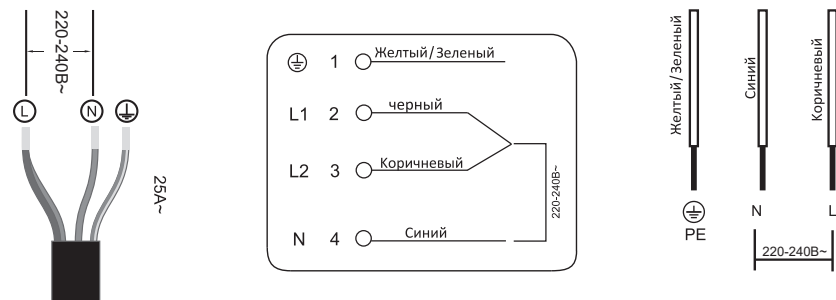 220-240В~
L N
25А~
1 Желтый/Зеленый
L1 2 черный
L2 3 Коричневый
N 4 Синий
220-240В~
Желтый/Зеленый
Синий
Коричневый
PE
N
L
220-240В~